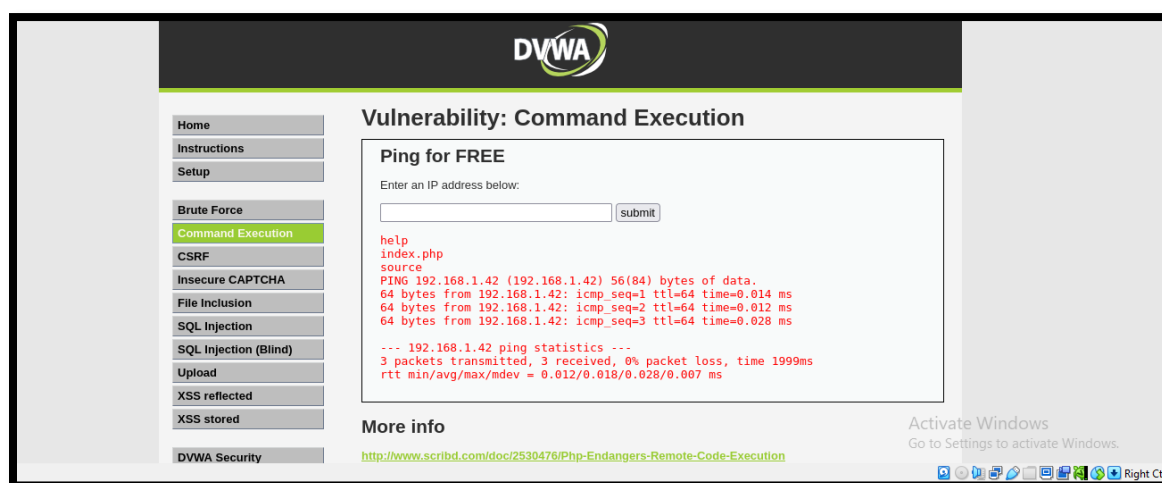 DVWA
Home
Instructions
Setup
Brute Force
Command Execution
CSRF
Insecure CAPTCHA
File Inclusion
SQL Injection
SQL Injection (Blind)
Upload
XSS reflected
XSS stored
DVWA Security
Vulnerability: Command Execution
Ping for FREE
Enter an IP address below:
submit
help
index.php
source
PING 192.168.1.42 (192.168.1.42) 56(84) bytes of data.
64 bytes from 192.168.1.42: icmp_seq=1 ttl=64 time=0.014 ms
64 bytes from 192.168.1.42: icmp_seq=2 ttl=64 time=0.012 ms
64 bytes from 192.168.1.42: icmp_seq=3 ttl=64 time=0.028 ms
--- 192.168.1.42 ping statistics ---
3 packets transmitted, 3 received, 0% packet loss, time 1999ms
rtt min/avg/max/mdev = 0.012/0.018/0.028/0.007 ms
More info
http://www.scribd.com/doc/2530476/Php-Endangers-Remote-Code-Execution
Activate Windows
Go to Settings to activate Windows.
Right Ct